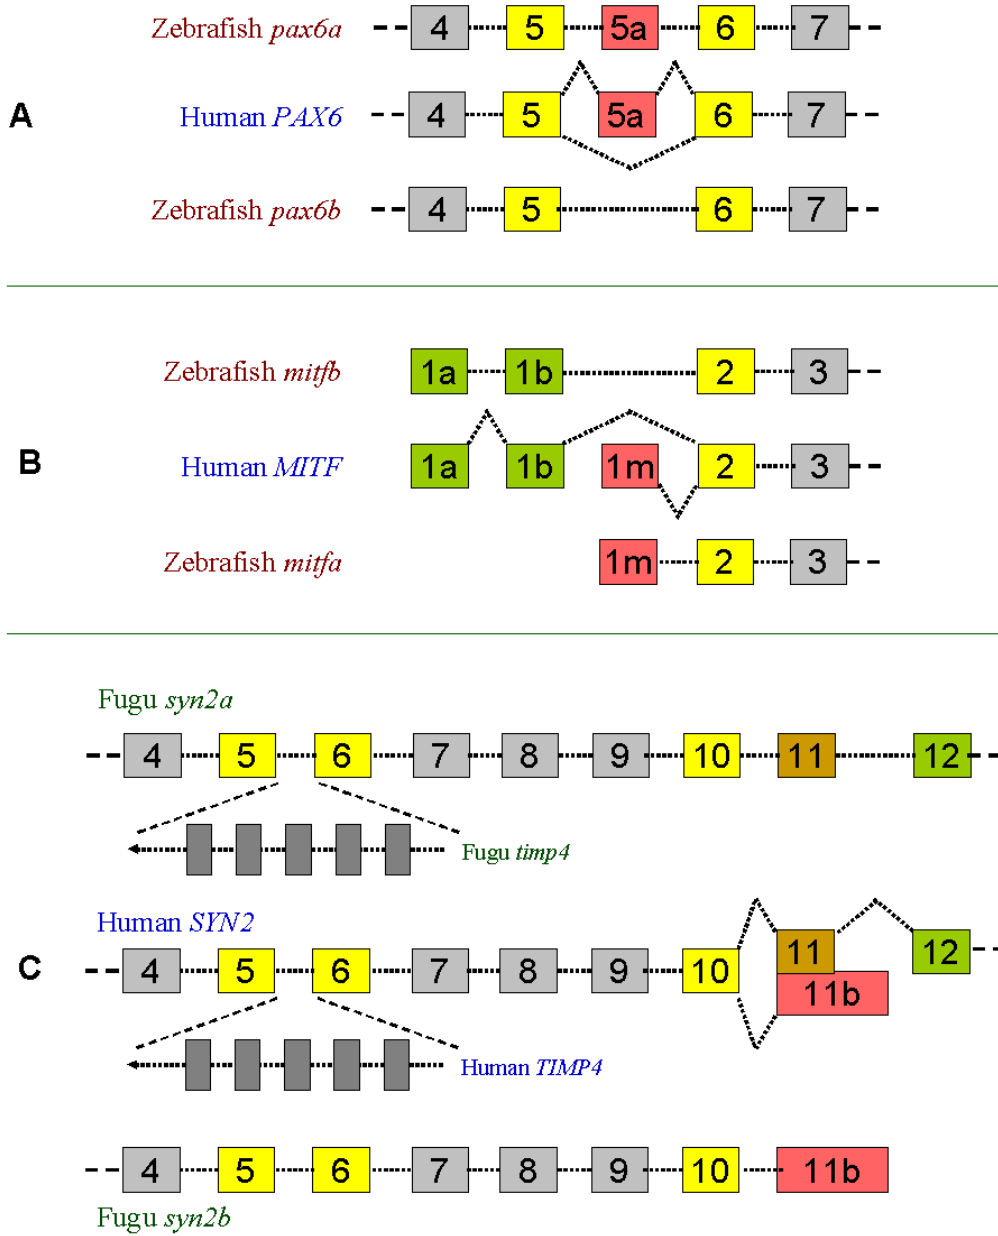 Zebrafish pax6a 4 5 5a 6 7
A Human PAX6 4 5 5a 6 7
Zebrafish pax6b 4 5 6 7
Zebrafish mitfb 1a 1b 2 3
B Human MITF 1a 1b 1m 2 3
Zebrafish mitfa 1m 2 3
Fugu syn2a
4 5 6 7 8 9 10 11 12
Fugu timp4
Human SYN2
C 4 5 6 7 8 9 10 11 12
11b
Human TIMP4
4 5 6 7 8 9 10 11b
Fugu syn2b